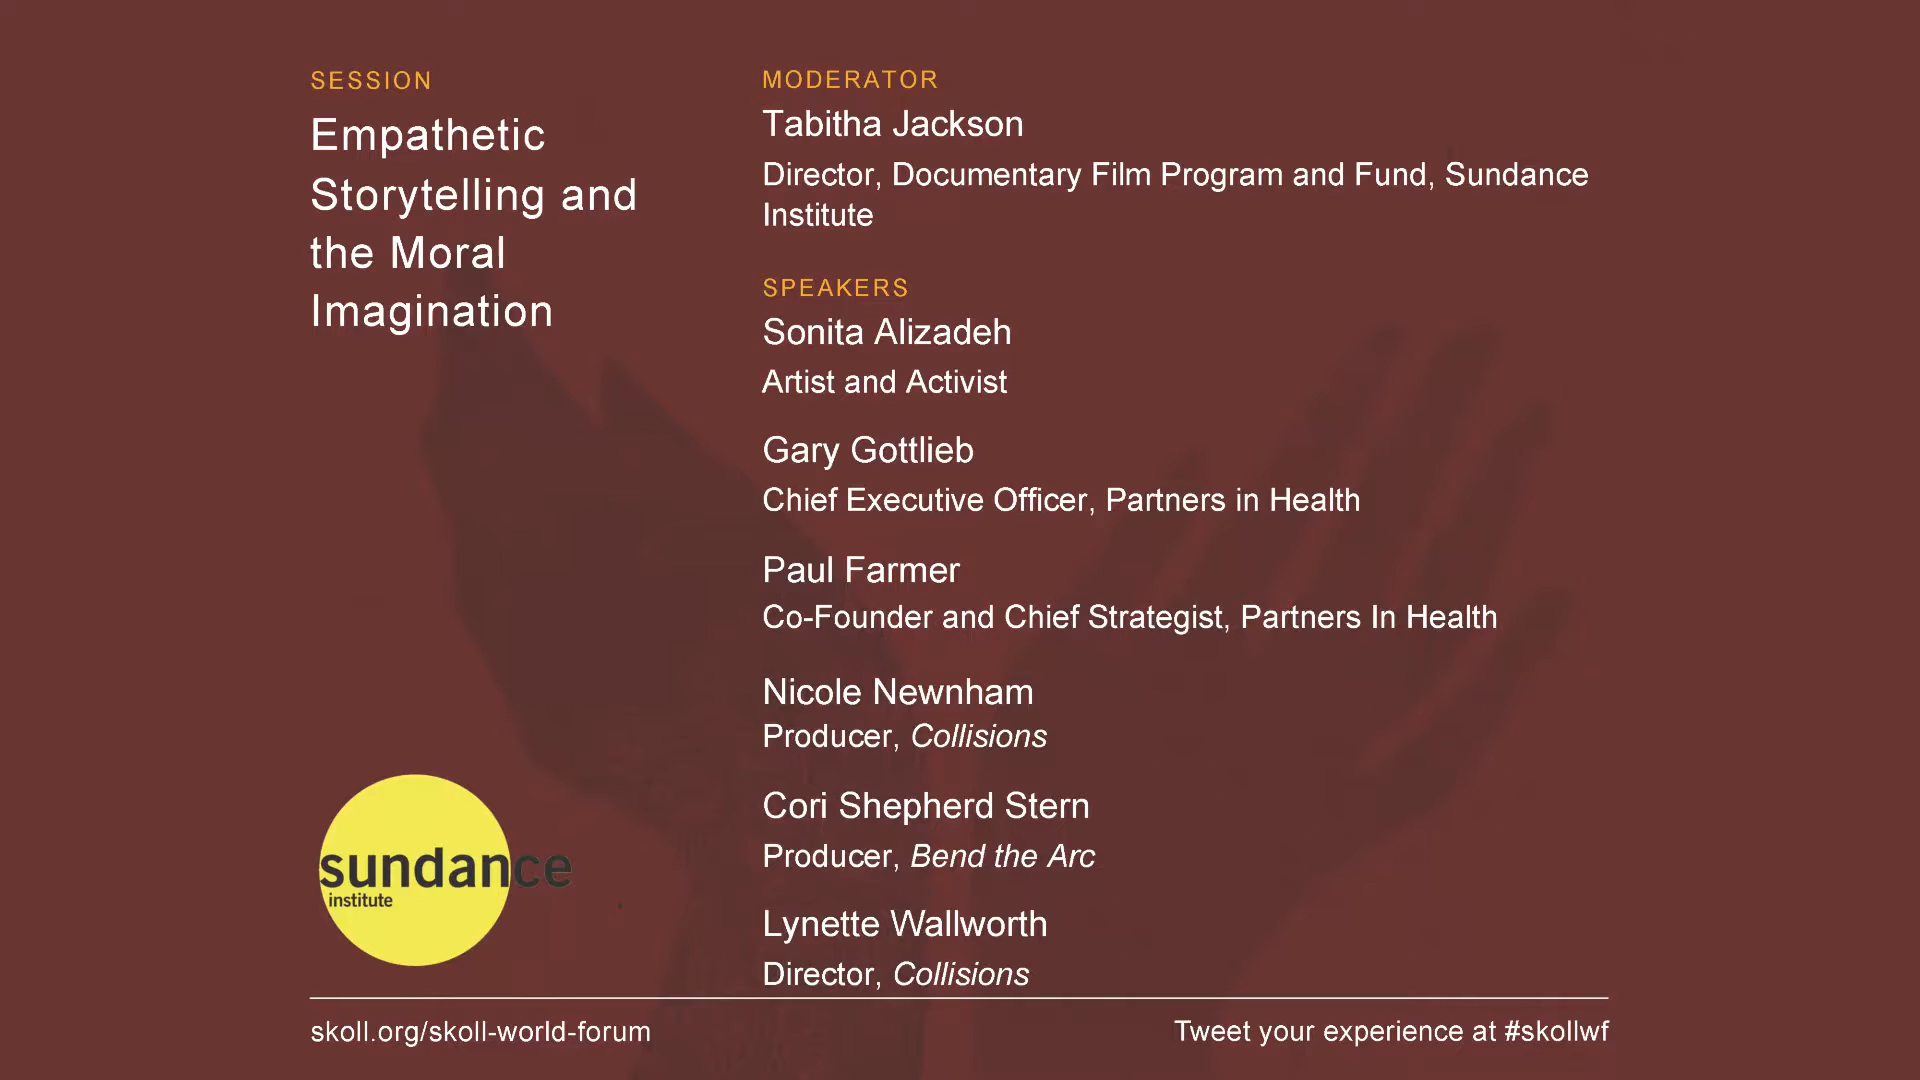 SESSION
Empathetic
Storytelling and
the Moral
Imagination
MODERATOR
Tabitha Jackson
Director, Documentary Film Program and Fund, Sundance
Institute
SPEAKERS
Sonita Alizadeh
Artist and Activist
Gary Gottlieb
Chief Executive Officer, Partners in Health
Paul Farmer
Co-Founder and Chief Strategist, Partners In Health
Nicole Newnham
Producer, Collisions
Cori Shepherd Stern
Producer, Bend the Arc
Lynette Wallworth
Director, Collisions
sundance
institute
skoll.org/skoll-world-forum
Tweet your experience at #skollwf